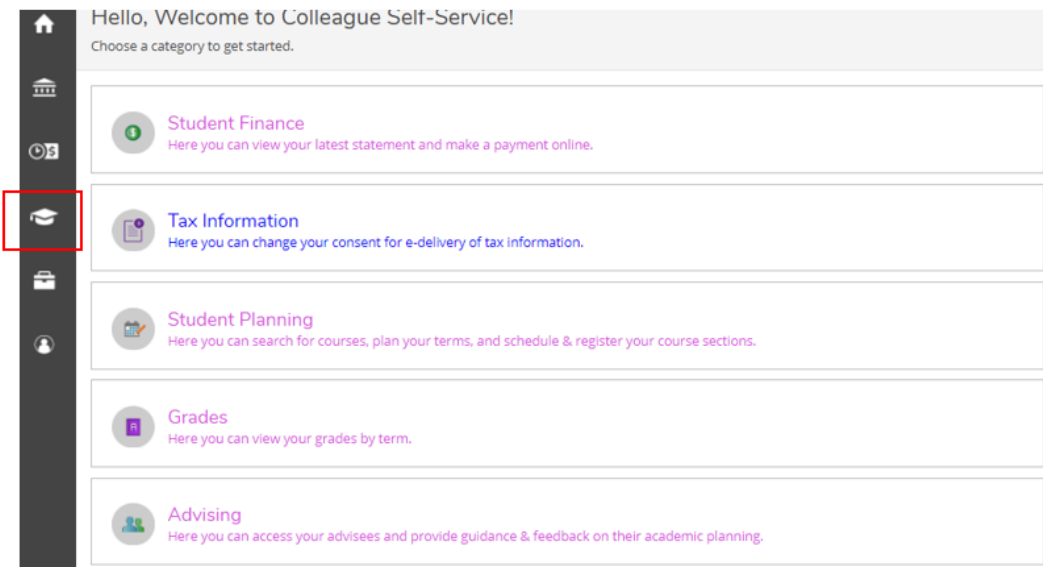 Hello, Welcome to Colleague Self-Service!
Choose a category to get started.
Student Finance
Here you can view your latest statement and make a payment online.
Tax Information
Here you can change your consent for e-delivery of tax information.
Student Planning
Here you can search for courses, plan your terms, and schedule & register your course sections.
Grades
Here you can view your grades by term.
Advising
Here you can access your advisees and provide guidance & feedback on their academic planning.